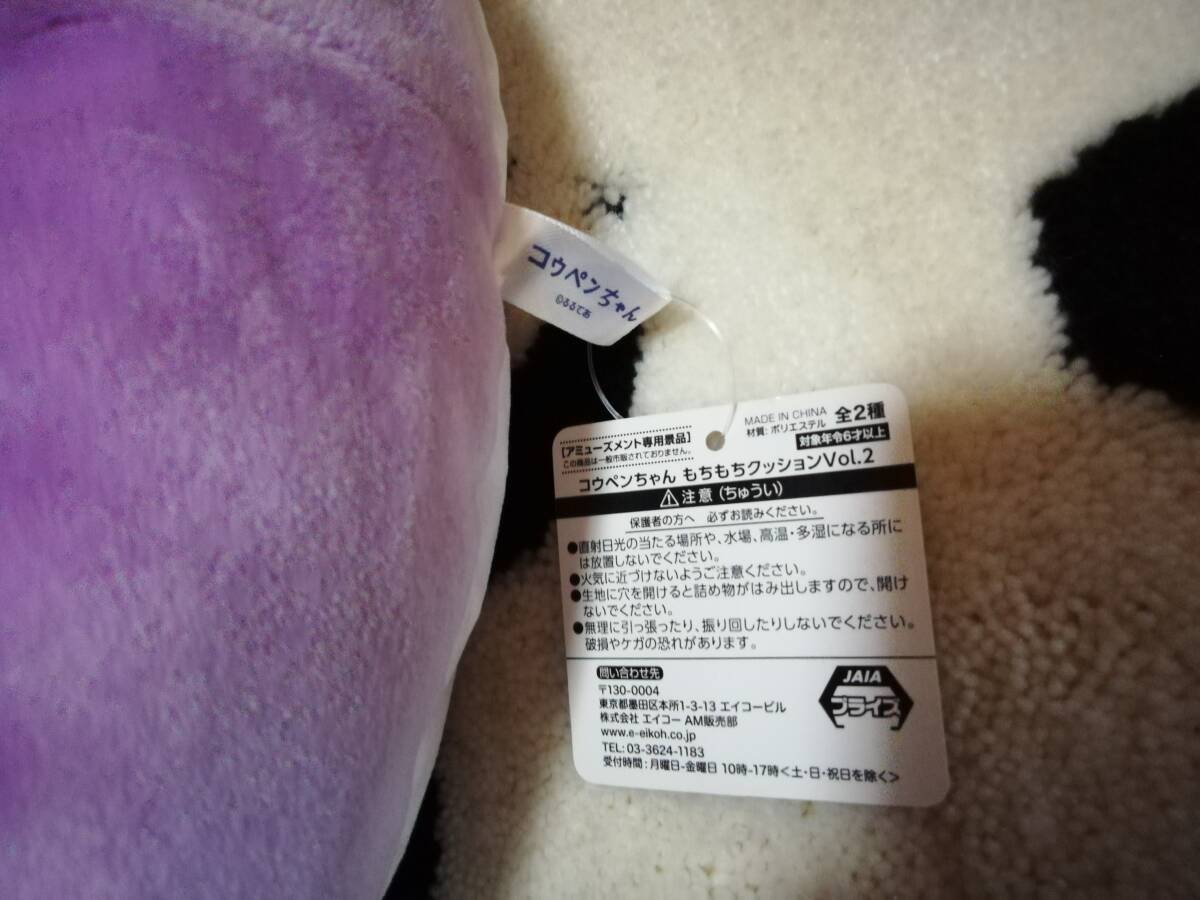 コウペンちゃん
©るるてあ
[アミューズメント専用景品]
この商品は一般市販されておりません。
MADE IN CHINA
材質：ポリエステル
全2種
対象年令6才以上
コウペンちゃん もちもちクッションVol.2
注意（ちゅうい）
保護者の方へ 必ずお読みください。
●直射日光の当たる場所や、水場、高温・多湿になる所に
は放置しないでください。
●火気に近づけないようご注意ください。
●生地に穴を開けると詰め物がはみ出しますので、開け
ないでください。
●無理に引っ張ったり、振り回したりしないでください。
破損やケガの恐れがあります。
問い合わせ先
〒130-0004
東京都墨田区本所1-3-13 エイコービル
株式会社 エイコー AM販売部
www.e-eikoh.co.jp
TEL：03-3624-1183
受付時間：月曜日-金曜日 10時-17時＜土・日・祝日を除く＞
JAIA
プライズ